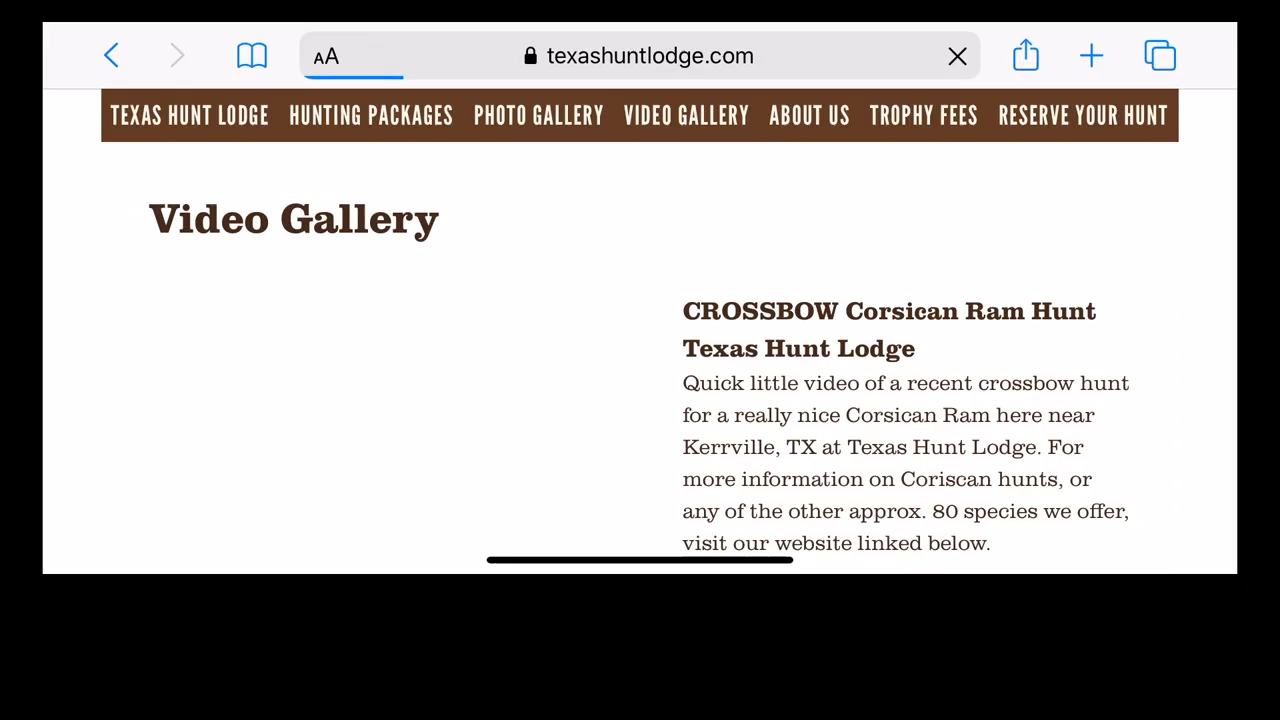 AA texashuntlodge.com
TEXAS HUNT LODGE HUNTING PACKAGES PHOTO GALLERY VIDEO GALLERY ABOUT US TROPHY FEES RESERVE YOUR HUNT
Video Gallery
CROSSBOW Corsican Ram Hunt
Texas Hunt Lodge
Quick little video of a recent crossbow hunt
for a really nice Corsican Ram here near
Kerrville, TX at Texas Hunt Lodge. For
more information on Coriscan hunts, or
any of the other approx. 80 species we offer,
visit our website linked below.